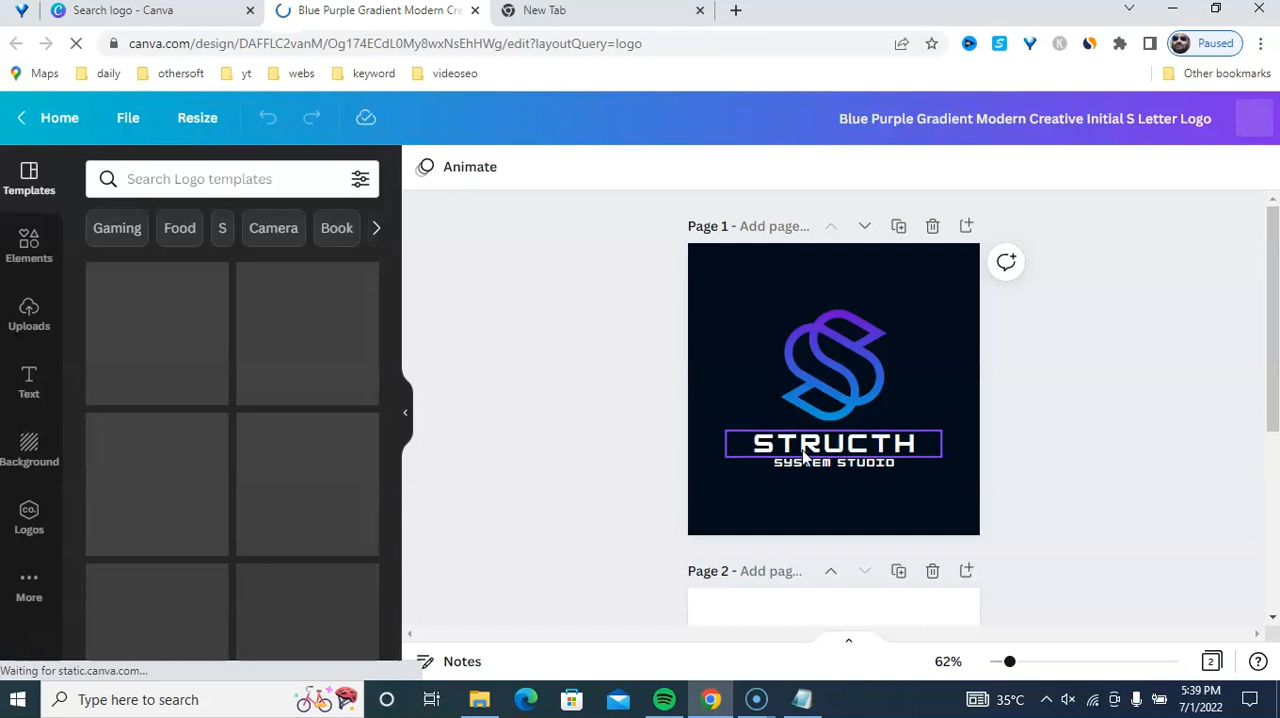 Search logo - Canva
Blue Purple Gradient Modern Cre
New Tab
canva.com/design/DAFFLC2vvnM/Og174ECdL0My8wxNsEhHWg/edit?layoutQuery=logo
Paused
Maps
daily
othersoft
yt
webs
keyword
videoseo
Other bookmarks
Home
File
Resize
Blue Purple Gradient Modern Creative Initial S Letter Logo
Templates
Search Logo templates
Animate
Gaming
Food
S
Camera
Book
Page 1 - Add page...
Elements
Uploads
Text
Background
Logos
More
STRUCTH
SYSTEM STUDIO
Page 2 - Add pag...
Notes
62%
2
Waiting for static.canva.com...
Type here to search
35°C
5:39 PM
7/1/2022